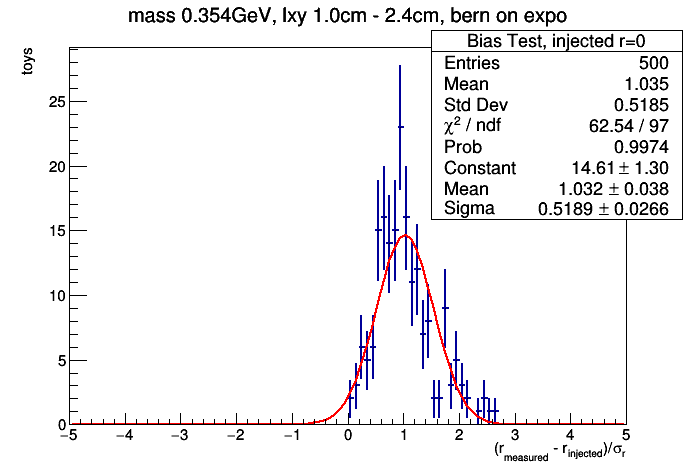 mass 0.354GeV, lxy 1.0cm - 2.4cm, bern on expo
toys
Bias Test, injected r=0
Entries 500
Mean 1.035
Std Dev 0.5185
χ² / ndf 62.54 / 97
Prob 0.9974
Constant 14.61 ± 1.30
Mean 1.032 ± 0.038
Sigma 0.5189 ± 0.0266
25
20
15
10
5
0
−5 −4 −3 −2 −1 0 1 2 3 4 5
(r_measured - r_injected)/σ_r